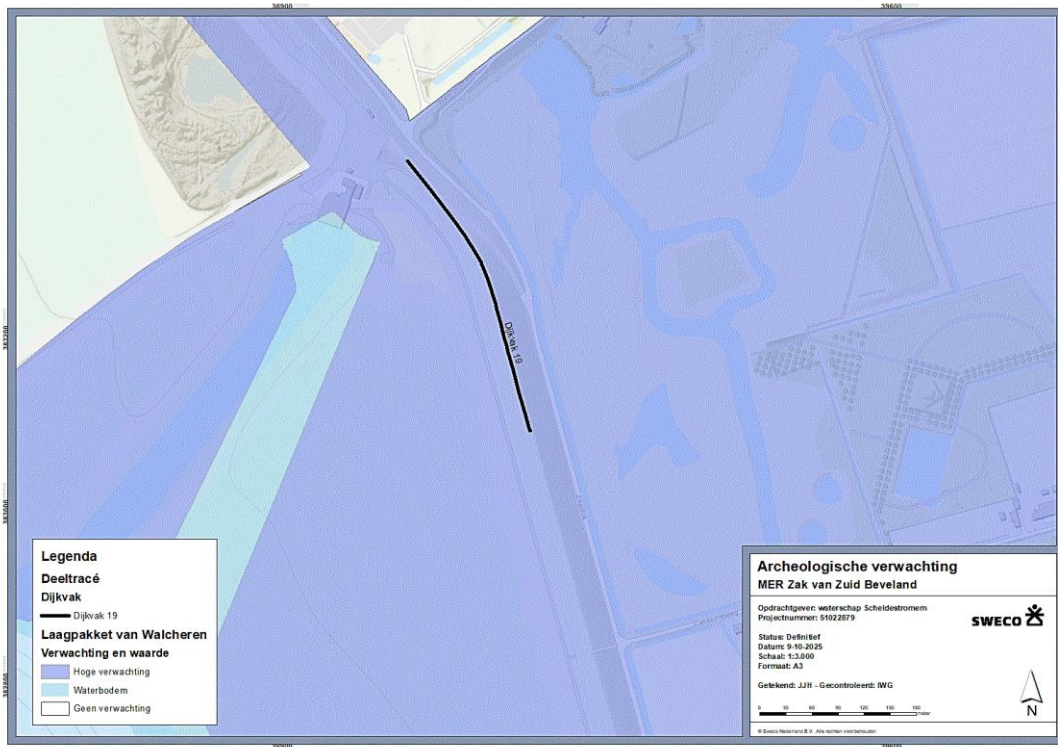 38900
39600
383200
Dijkvak 19
383000
Legenda
Deeltracé
Dijkvak
Dijkvak 19
Laagpakket van Walcheren
Verwachting en waarde
Hoge verwachting
Waterbodem
Geen verwachting
382800
Archeologische verwachting
MER Zak van Zuid Beveland
Opdrachtgever: waterschap Scheldestromem
Projectnummer: 51022879
SWECO
Status: Definitief
Datum: 9-10-2025
Schaal: 1:3.000
Formaat: A3
Getekend: JJH - Gecontroleerd: IWG
0 30 60 90 120 150 180
N
© Sweco Nederland B.V. Alle rechten voorbehouden